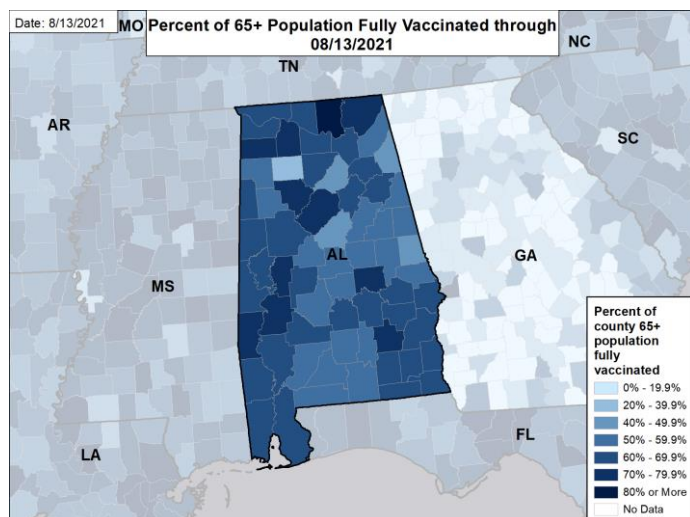 Date: 8/13/2021
Percent of 65+ Population Fully Vaccinated through
08/13/2021
MO
NC
TN
AR
SC
MS
AL
GA
LA
FL
Percent of
county 65+
population
fully
vaccinated
0% - 19.9%
20% - 39.9%
40% - 49.9%
50% - 59.9%
60% - 69.9%
70% - 79.9%
80% or More
No Data